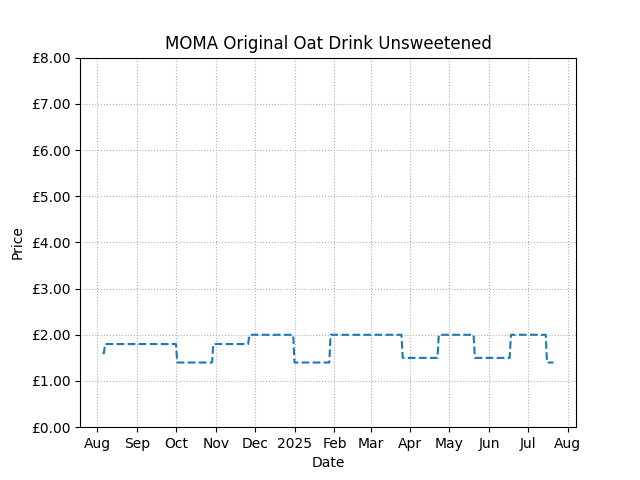 MOMA Original Oat Drink Unsweetened
£8.00
£7.00
£6.00
£5.00
£4.00
£3.00
£2.00
£1.00
£0.00
Price
Aug Sep Oct Nov Dec 2025 Feb Mar Apr May Jun Jul Aug
Date